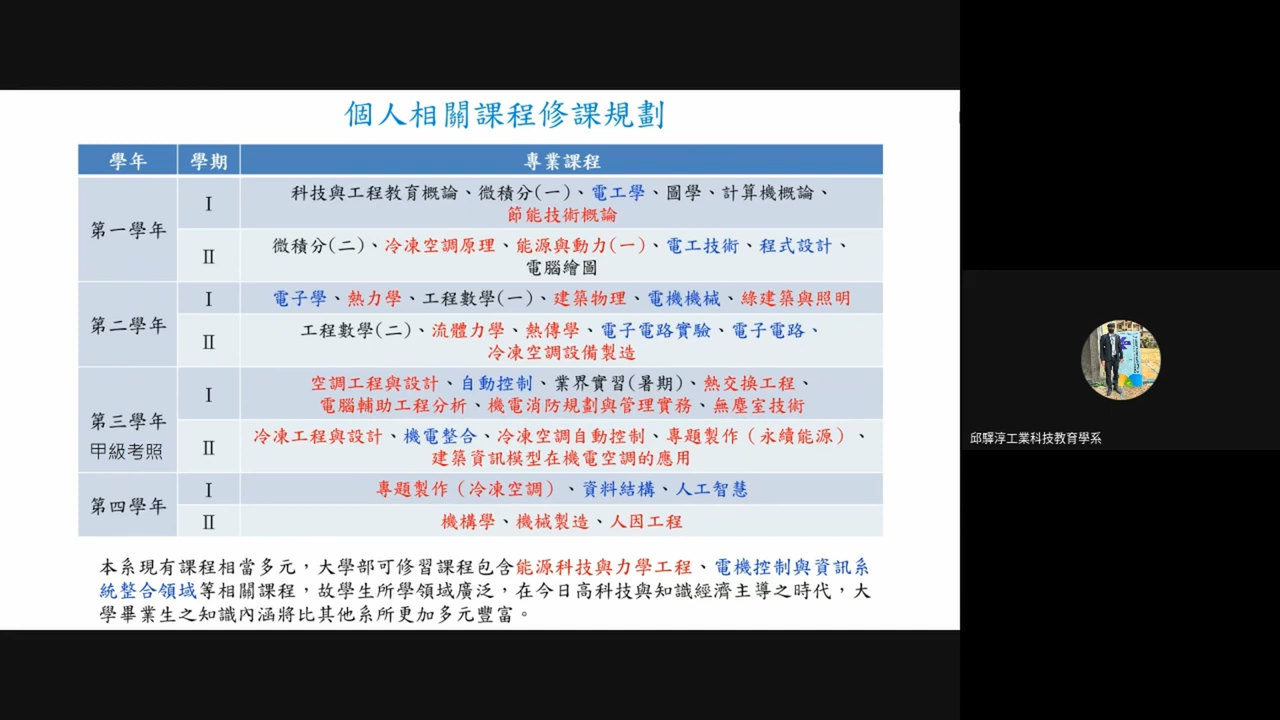 個人相關課程修課規劃
學年 學期 專業課程
第一學年
I
科技與工程教育概論、微積分(一)、電工學、圖學、計算機概論、
節能技術概論
II
微積分(二)、冷凍空調原理、能源與動力(一)、電工技術、程式設計、
電腦繪圖
第二學年
I
電子學、熱力學、工程數學(一)、建築物理、電機機械、綠建築與照明
II
工程數學(二)、流體力學、熱傳學、電子電路實驗、電子電路、
冷凍空調設備製造
第三學年
甲級考照
I
空調工程與設計、自動控制、業界實習(暑期)、熱交換工程、
電腦輔助工程分析、機電消防規劃與管理實務、無塵室技術
II
冷凍工程與設計、機電整合、冷凍空調自動控制、專題製作（永續能源）、
建築資訊模型在機電空調的應用
第四學年
I
專題製作（冷凍空調）、資料結構、人工智慧
II
機構學、機械製造、人因工程
本系現有課程相當多元，大學部可修習課程包含能源科技與力學工程、電機控制與資訊系
統整合領域等相關課程，故學生所學領域廣泛，在今日高科技與知識經濟主導之時代，大
學畢業生之知識內涵將比其他系所更加多元豐富。
邱驛淳工業科技教育學系